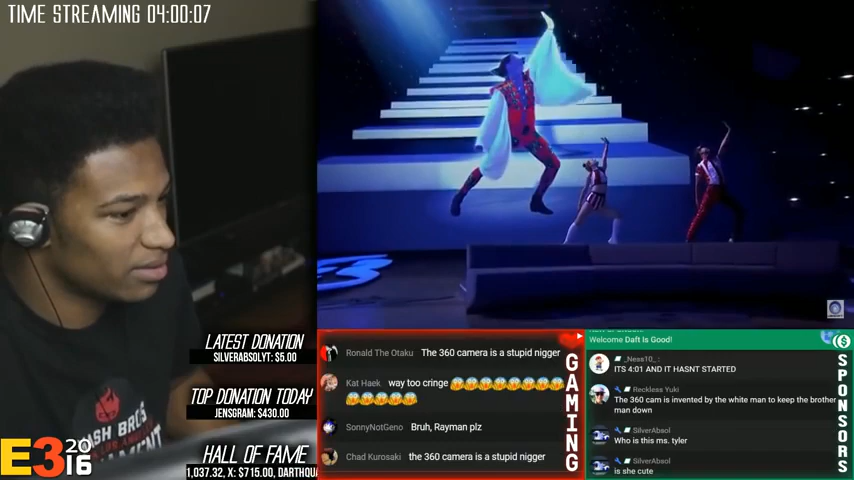 TIME STREAMING 04:00:07
LATEST DONATION
SILVERABSOLYT: $5.00
TOP DONATION TODAY
JENSGRAM: $430.00
HALL OF FAME
1,037.32, X: $715.00, DARTHQU
E3 2016
Ronald The Otaku The 360 camera is a stupid nigger
Kat Haek way too cringe 😱😱😱😱😱😱😱😱😱
😱😱😱😱😱
SonnyNotGeno Bruh, Rayman plz
Chad Kurosaki the 360 camera is a stupid nigger
GAMING
Welcome Daft Is Good!
_Ness10_ :
ITS 4:01 AND IT HASNT STARTED
Reckless Yuki
The 360 cam is invented by the white man to keep the brother
man down
SilverAbsol
Who is this ms. tyler
SilverAbsol
is she cute
SPONSORS